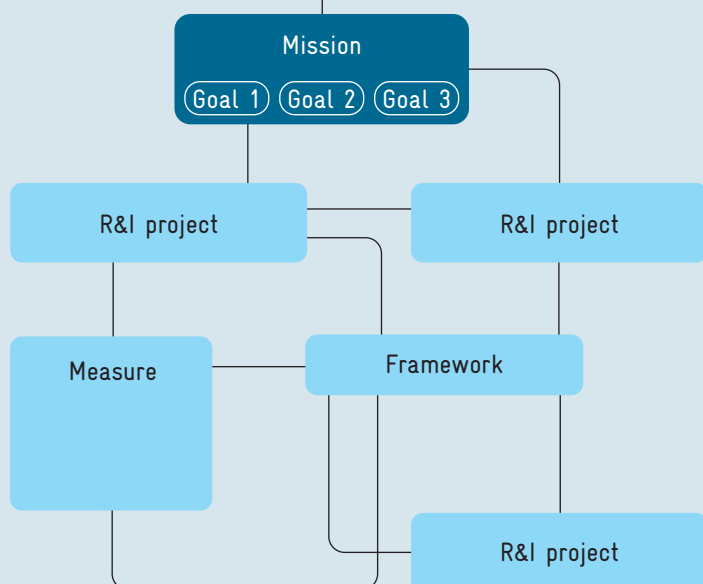 Mission
Goal 1 Goal 2 Goal 3
R&I project
R&I project
Measure
Framework
R&I project